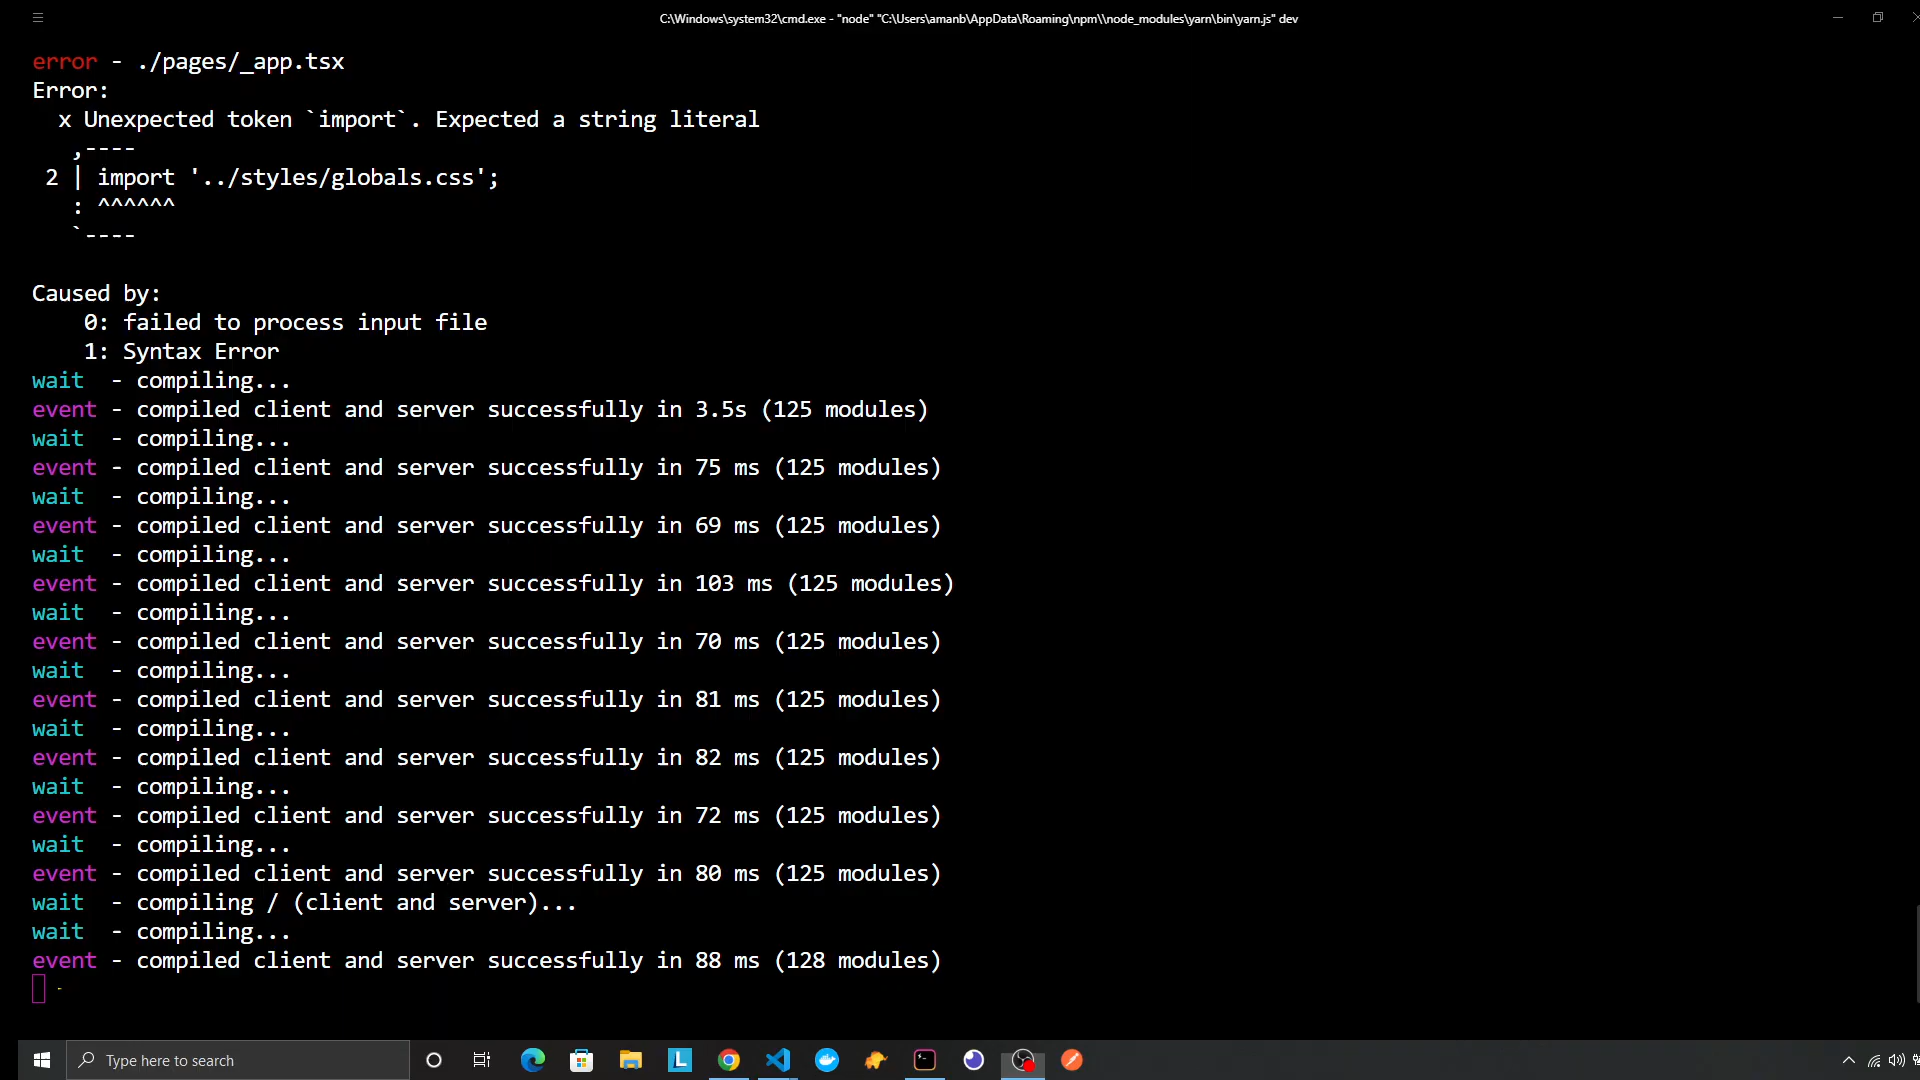 C:\Windows\system32\cmd.exe - "node" "C:\Users\amanb\AppData\Roaming\npm\\node_modules\yarn\bin\yarn.js" dev
error - ./pages/_app.tsx
Error:
x Unexpected token `import`. Expected a string literal
,----
2 | import '../styles/globals.css';
: ^^^^^^
`----
Caused by:
0: failed to process input file
1: Syntax Error
wait - compiling...
event - compiled client and server successfully in 3.5s (125 modules)
wait - compiling...
event - compiled client and server successfully in 75 ms (125 modules)
wait - compiling...
event - compiled client and server successfully in 69 ms (125 modules)
wait - compiling...
event - compiled client and server successfully in 103 ms (125 modules)
wait - compiling...
event - compiled client and server successfully in 70 ms (125 modules)
wait - compiling...
event - compiled client and server successfully in 81 ms (125 modules)
wait - compiling...
event - compiled client and server successfully in 82 ms (125 modules)
wait - compiling...
event - compiled client and server successfully in 72 ms (125 modules)
wait - compiling...
event - compiled client and server successfully in 80 ms (125 modules)
wait - compiling / (client and server)...
wait - compiling...
event - compiled client and server successfully in 88 ms (128 modules)
Type here to search
L